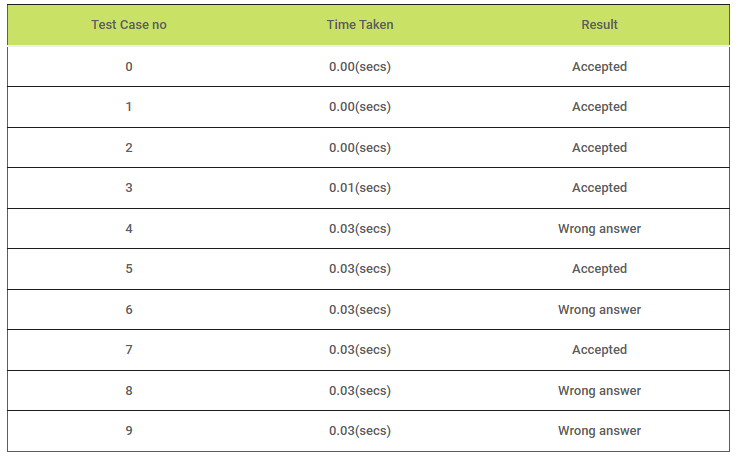 Test Case no Time Taken Result
0 0.00(secs) Accepted
1 0.00(secs) Accepted
2 0.00(secs) Accepted
3 0.01(secs) Accepted
4 0.03(secs) Wrong answer
5 0.03(secs) Accepted
6 0.03(secs) Wrong answer
7 0.03(secs) Accepted
8 0.03(secs) Wrong answer
9 0.03(secs) Wrong answer